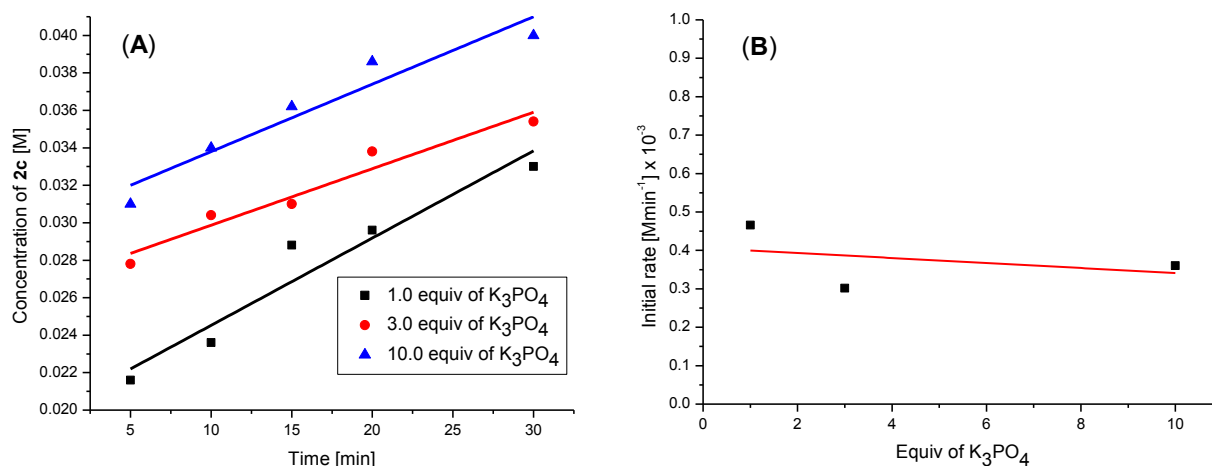 (A)
Concentration of 2c [M]
0.040
0.038
0.036
0.034
0.032
0.030
0.028
0.026
0.024
0.022
0.020
1.0 equiv of K3PO4
3.0 equiv of K3PO4
10.0 equiv of K3PO4
5 10 15 20 25 30
Time [min]
(B)
Initial rate [Mmin-1] x 10-3
1.0
0.9
0.8
0.7
0.6
0.5
0.4
0.3
0.2
0.1
0.0
0 2 4 6 8 10
Equiv of K3PO4